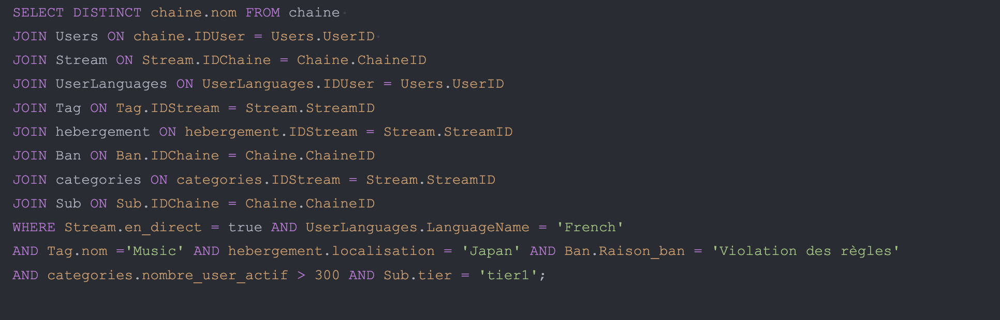 SELECT DISTINCT chaine.nom FROM chaine
JOIN Users ON chaine.IDUser = Users.UserID
JOIN Stream ON Stream.IDChaine = Chaine.ChaineID
JOIN UserLanguages ON UserLanguages.IDUser = Users.UserID
JOIN Tag ON Tag.IDStream = Stream.StreamID
JOIN hebergement ON hebergement.IDStream = Stream.StreamID
JOIN Ban ON Ban.IDChaine = Chaine.ChaineID
JOIN categories ON categories.IDStream = Stream.StreamID
JOIN Sub ON Sub.IDChaine = Chaine.ChaineID
WHERE Stream.en_direct = true AND UserLanguages.LanguageName = 'French'
AND Tag.nom ='Music' AND hebergement.localisation = 'Japan' AND Ban.Raison_ban = 'Violation des règles'
AND categories.nombre_user_actif > 300 AND Sub.tier = 'tier1';